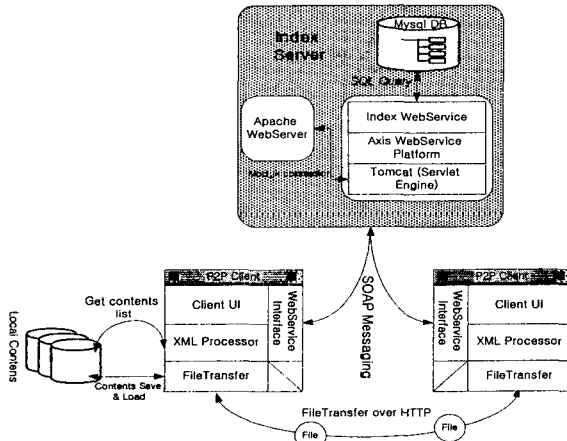 Mysql DB
Index
Server
SQL Query
Apache
WebServer
Index WebService
Axis WebService
Platform
Tomcat (Servlet
Engine)
Module connection
SOAP Messaging
P2P Client
Client UI
XML Processor
FileTransfer
WebService
Interface
P2P Client
WebService
Interface
Client UI
XML Processor
FileTransfer
Local Contens
Get contents
list
Contents Save
& Load
FileTransfer over HTTP
File
File